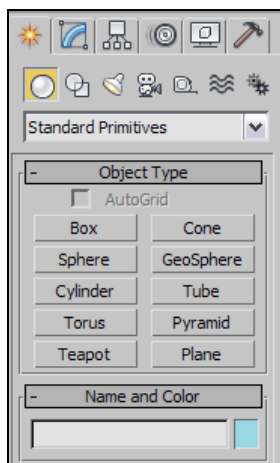 Standard Primitives
- Object Type
AutoGrid
Box Cone
Sphere GeoSphere
Cylinder Tube
Torus Pyramid
Teapot Plane
- Name and Color